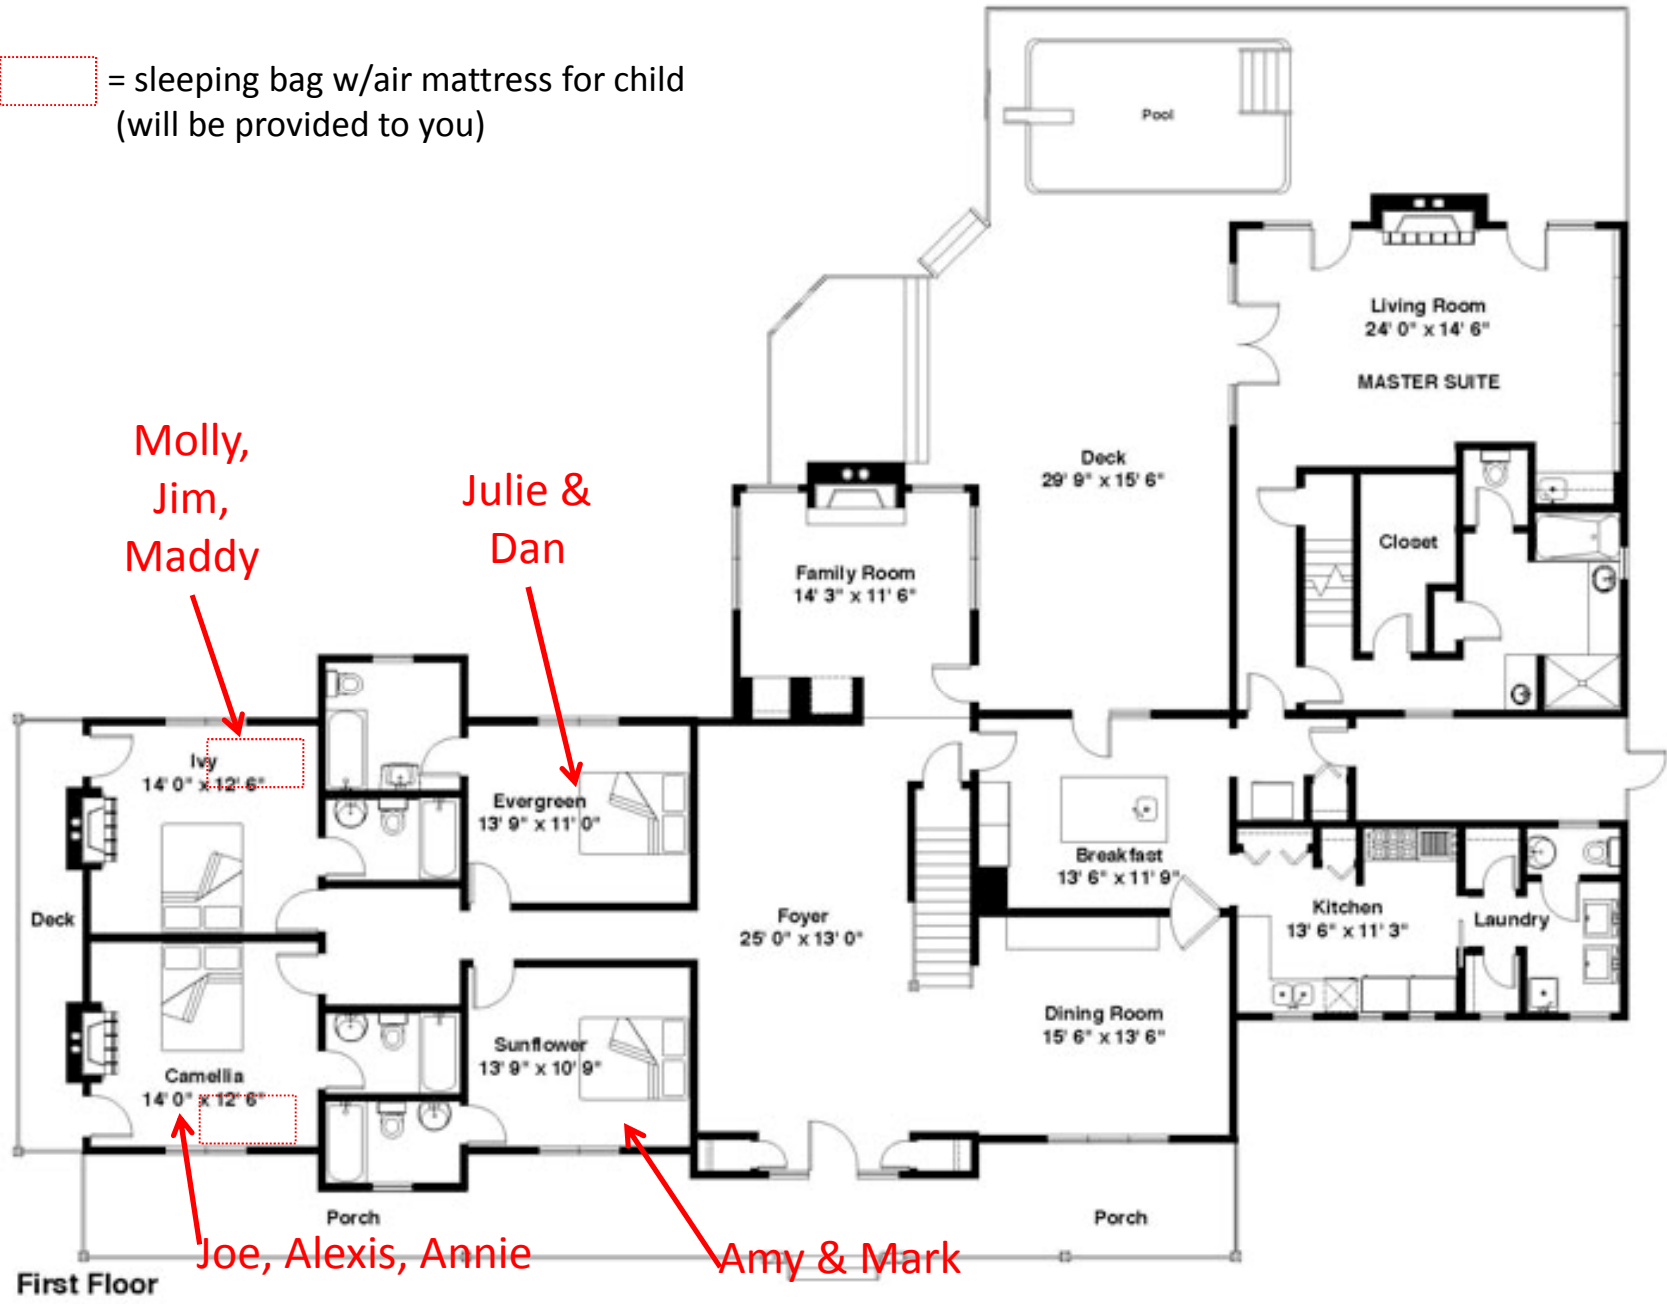 = sleeping bag w/air mattress for child
(will be provided to you)
Pool
Living Room
24' 0" x 14' 6"
MASTER SUITE
Molly,
Jim,
Maddy
Julie &
Dan
Deck
29' 9" x 15' 6"
Closet
Family Room
14' 3" x 11' 6"
Ivy
14' 0" x 12' 6"
Evergreen
13' 9" x 11' 0"
Breakfast
13' 6" x 11' 9"
Deck
Foyer
25' 0" x 13' 0"
Kitchen
13' 6" x 11' 3"
Laundry
Dining Room
15' 6" x 13' 6"
Sunflower
13' 9" x 10' 9"
Camellia
14' 0" x 12' 6"
Porch
Porch
Joe, Alexis, Annie
Amy & Mark
First Floor